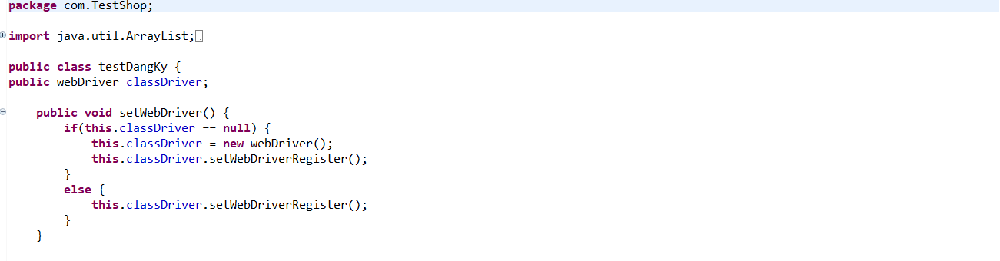 package com.TestShop;
import java.util.ArrayList;
public class testDangKy {
public webDriver classDriver;
public void setWebDriver() {
if(this.classDriver == null) {
this.classDriver = new webDriver();
this.classDriver.setWebDriverRegister();
}
else {
this.classDriver.setWebDriverRegister();
}
}